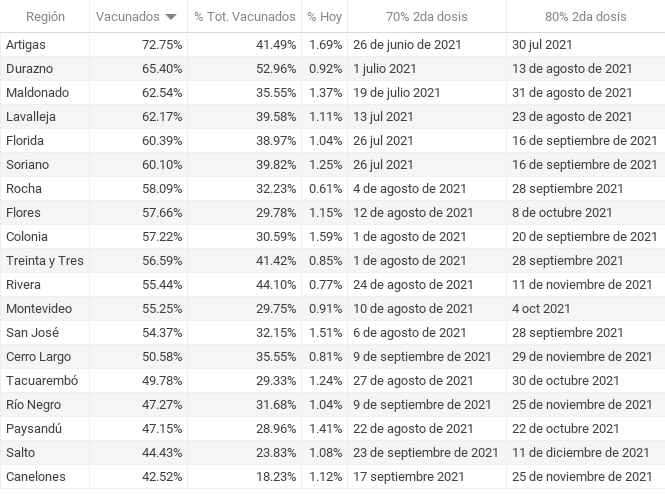 Región Vacunados % Tot. Vacunados % Hoy 70% 2da dosis 80% 2da dosis
Artigas 72.75% 41.49% 1.69% 26 de junio de 2021 30 jul 2021
Durazno 65.40% 52.96% 0.92% 1 julio 2021 13 de agosto de 2021
Maldonado 62.54% 35.55% 1.37% 19 de julio 2021 31 de agosto de 2021
Lavalleja 62.17% 39.58% 1.11% 13 jul 2021 23 de agosto de 2021
Florida 60.39% 38.97% 1.04% 26 jul 2021 16 de septiembre de 2021
Soriano 60.10% 39.82% 1.25% 26 jul 2021 16 de septiembre de 2021
Rocha 58.09% 32.23% 0.61% 4 de agosto de 2021 28 septiembre 2021
Flores 57.66% 29.78% 1.15% 12 de agosto de 2021 8 de octubre 2021
Colonia 57.22% 30.59% 1.59% 1 de agosto de 2021 20 de septiembre de 2021
Treinta y Tres 56.59% 41.42% 0.85% 1 de agosto de 2021 28 septiembre 2021
Rivera 55.44% 44.10% 0.77% 24 de agosto de 2021 11 de noviembre de 2021
Montevideo 55.25% 29.75% 0.91% 10 de agosto de 2021 4 oct 2021
San José 54.37% 32.15% 1.51% 6 de agosto de 2021 28 septiembre 2021
Cerro Largo 50.58% 35.55% 0.81% 9 de septiembre de 2021 29 de noviembre de 2021
Tacuarembó 49.78% 29.33% 1.24% 27 de agosto de 2021 30 de octubre 2021
Río Negro 47.27% 31.68% 1.04% 9 de septiembre de 2021 25 de noviembre de 2021
Paysandú 47.15% 28.96% 1.41% 22 de agosto de 2021 22 de octubre 2021
Salto 44.43% 23.83% 1.08% 23 de septiembre de 2021 11 de diciembre de 2021
Canelones 42.52% 18.23% 1.12% 17 septiembre 2021 25 de noviembre de 2021